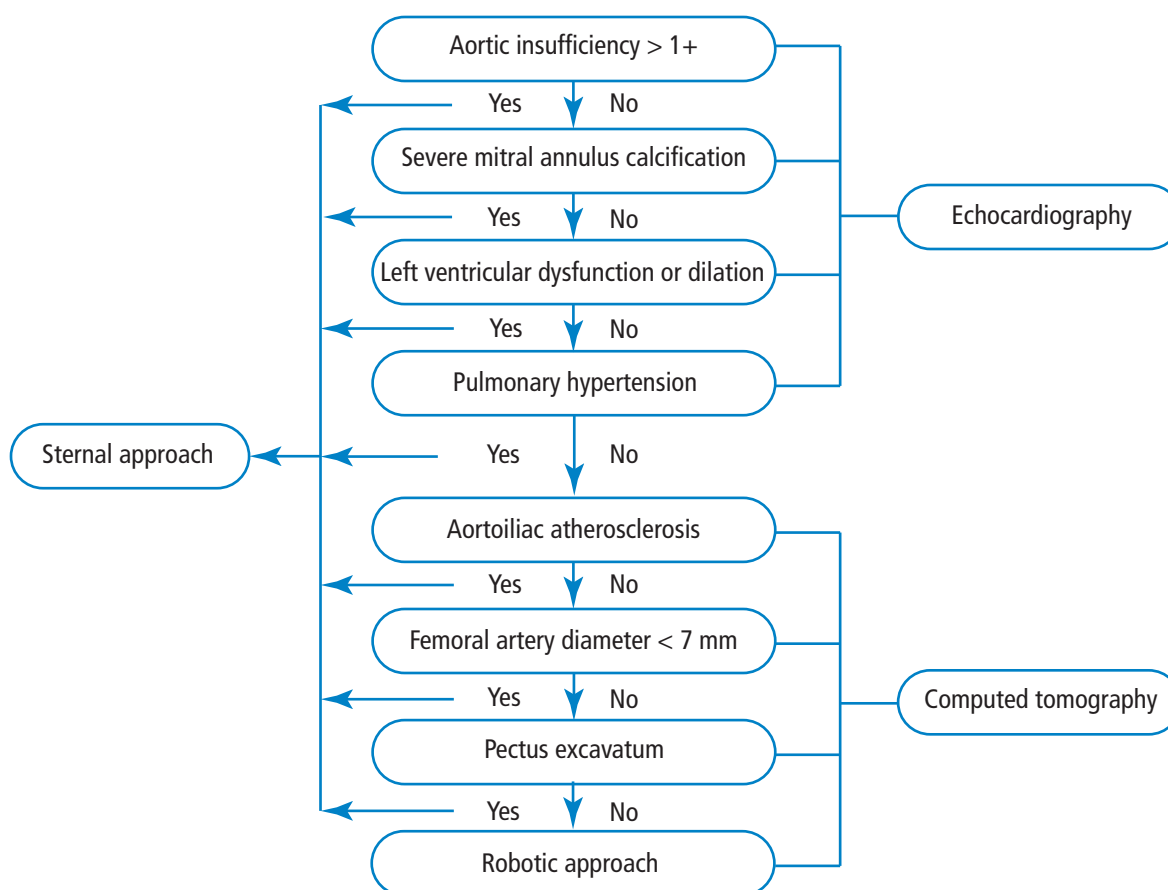 Aortic insufficiency > 1+
Yes No
Severe mitral annulus calcification
Yes No
Echocardiography
Left ventricular dysfunction or dilation
Yes No
Pulmonary hypertension
Sternal approach
Yes No
Aortoiliac atherosclerosis
Yes No
Femoral artery diameter < 7 mm
Yes No
Computed tomography
Pectus excavatum
Yes No
Robotic approach